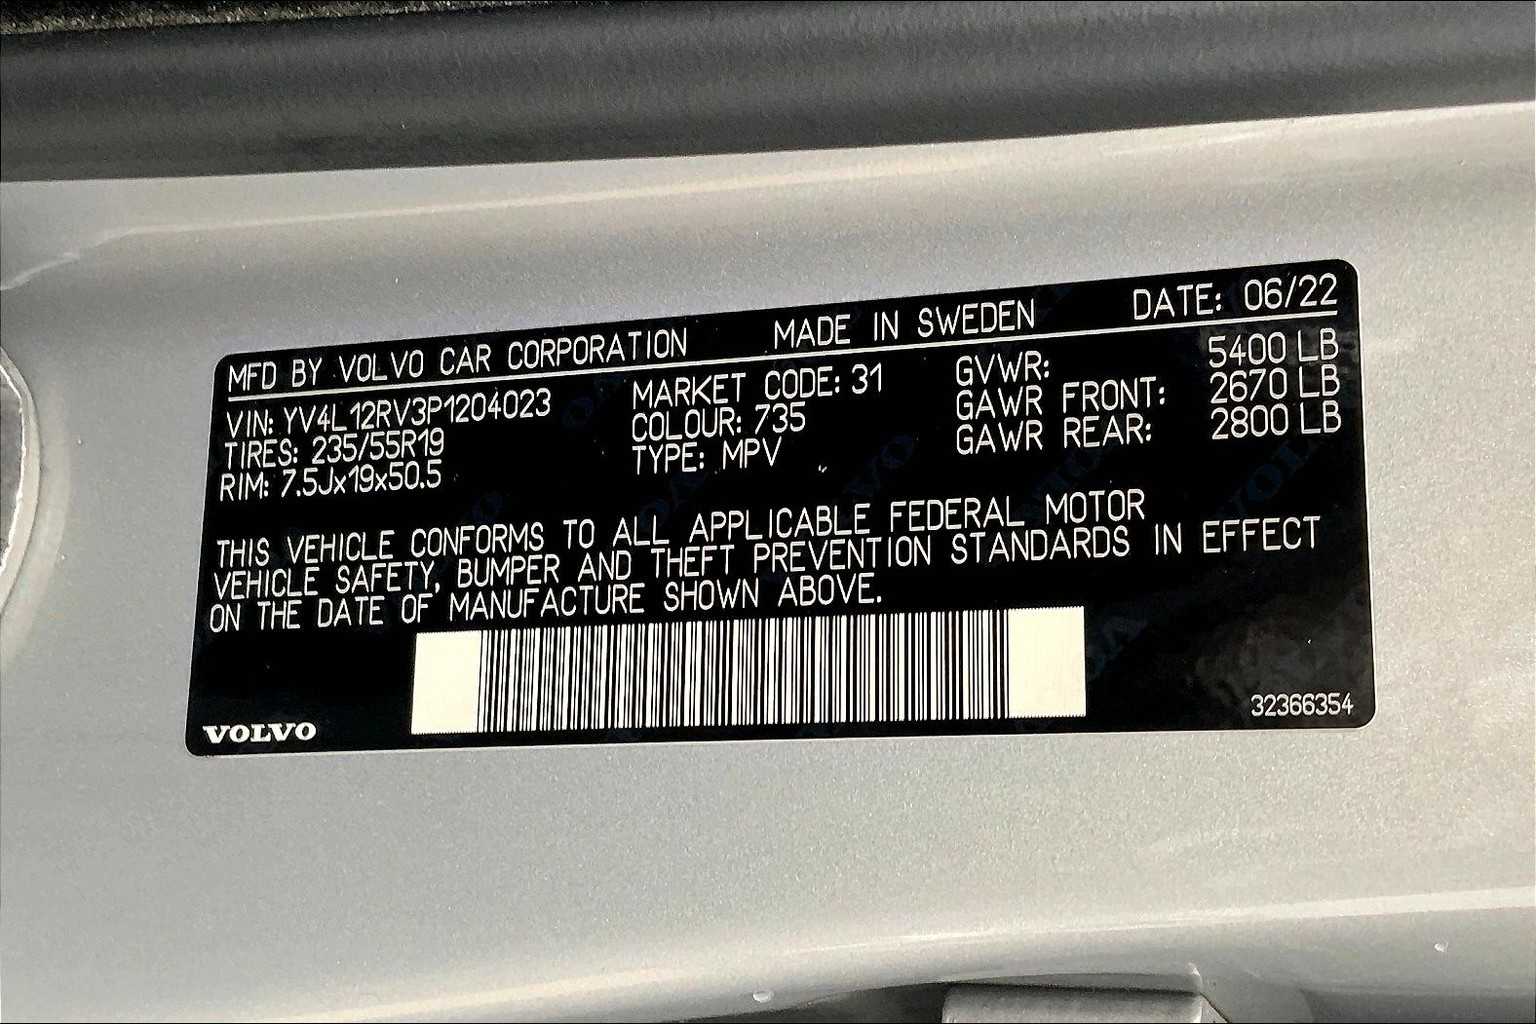 MFD BY VOLVO CAR CORPORATION MADE IN SWEDEN DATE: 06/22
VIN: YV4L12RV3P1204023 MARKET CODE: 31 GVWR: 5400 LB
TIRES: 235/55R19 COLOUR: 735 GAWR FRONT: 2670 LB
RIM: 7.5Jx19x50.5 TYPE: MPV GAWR REAR: 2800 LB
THIS VEHICLE CONFORMS TO ALL APPLICABLE FEDERAL MOTOR
VEHICLE SAFETY, BUMPER AND THEFT PREVENTION STANDARDS IN EFFECT
ON THE DATE OF MANUFACTURE SHOWN ABOVE.
VOLVO 32366354